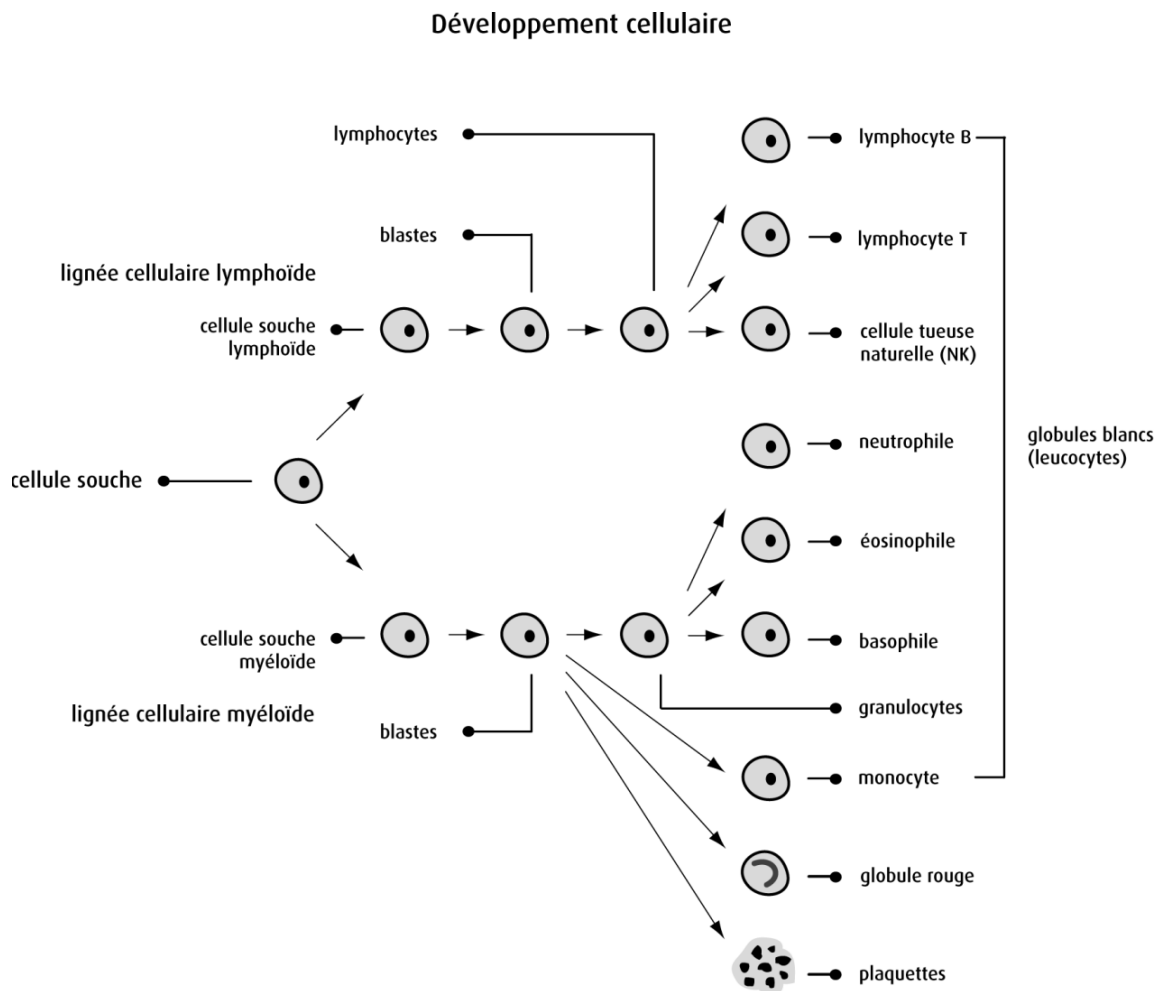 Développement cellulaire
lymphocytes
lymphocyte B
blastes
lymphocyte T
lignée cellulaire lymphoïde
cellule souche
lymphoïde
cellule tueuse
naturelle (NK)
neutrophile
globules blancs
(leucocytes)
cellule souche
éosinophile
cellule souche
myéloïde
basophile
lignée cellulaire myéloïde
granulocytes
blastes
monocyte
globule rouge
plaquettes